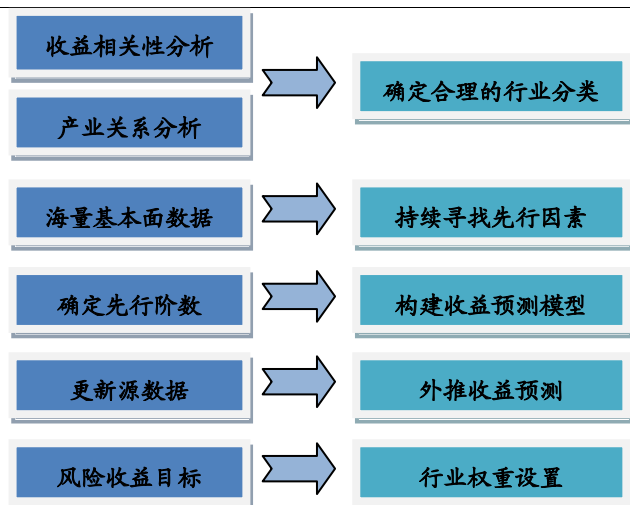 收益相关性分析
产业关系分析
确定合理的行业分类
海量基本面数据
持续寻找先行因素
确定先行阶数
构建收益预测模型
更新源数据
外推收益预测
风险收益目标
行业权重设置